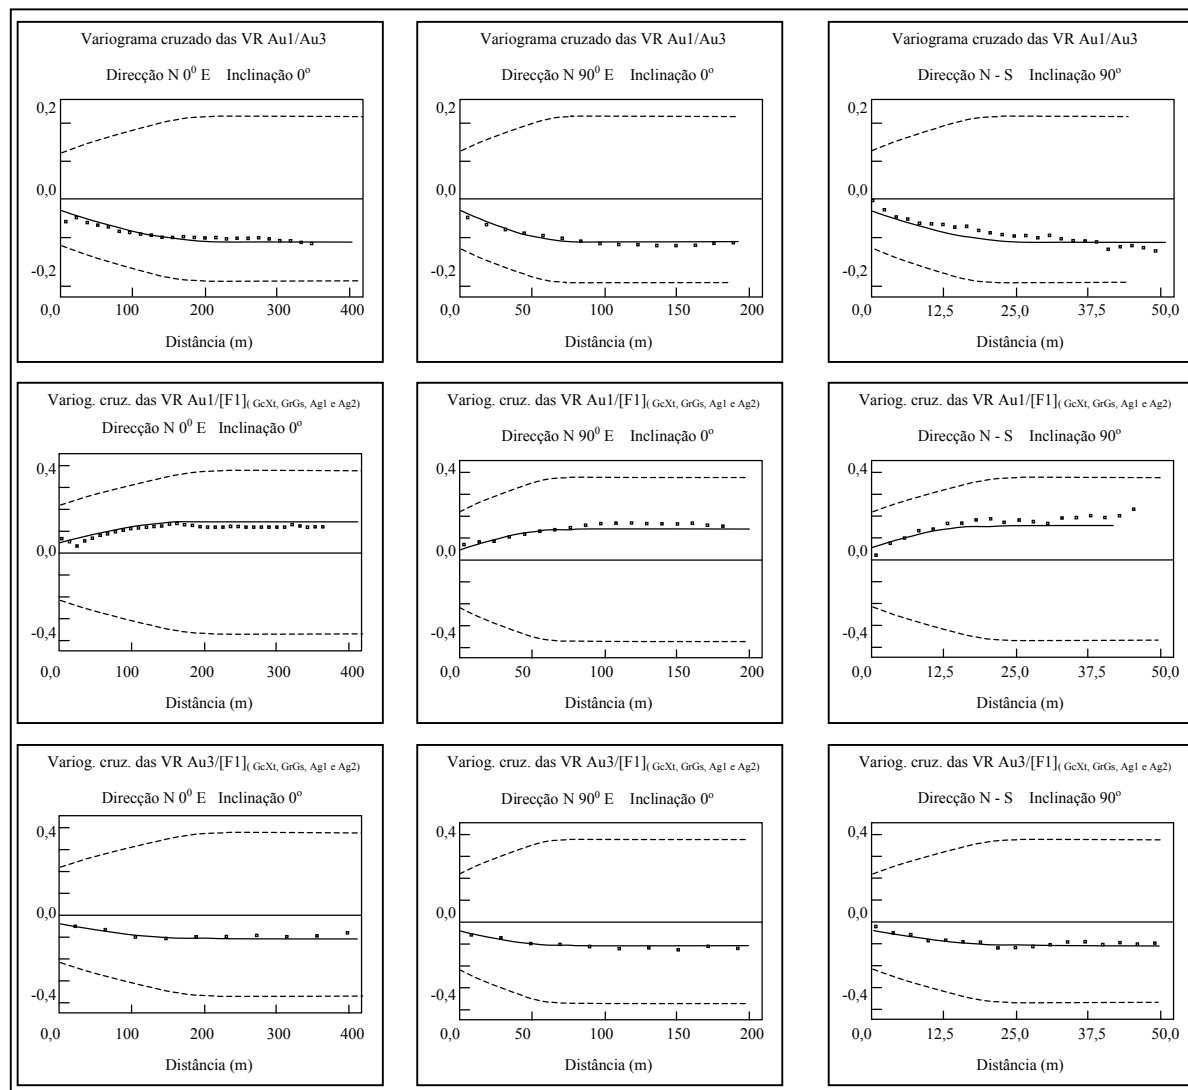 Variograma cruzado das VR Au1/Au3
Direcção N 0⁰ E Inclinação 0º
0,2
0,0
-0,2
0,0 100 200 300 400
Distância (m)
Variograma cruzado das VR Au1/Au3
Direcção N 90⁰ E Inclinação 0º
0,2
0,0
-0,2
0,0 50 100 150 200
Distância (m)
Variograma cruzado das VR Au1/Au3
Direcção N - S Inclinação 90º
0,2
0,0
-0,2
0,0 12,5 25,0 37,5 50,0
Distância (m)
Variog. cruz. das VR Au1/[F1]( GcXt, GrGs, Ag1 e Ag2)
Direcção N 0⁰ E Inclinação 0º
0,4
0,0
-0,4
0,0 100 200 300 400
Distância (m)
Variog. cruz. das VR Au1/[F1]( GcXt, GrGs, Ag1 e Ag2)
Direcção N 90⁰ E Inclinação 0º
0,4
0,0
-0,4
0,0 50 100 150 200
Distância (m)
Variog. cruz. das VR Au1/[F1]( GcXt, GrGs, Ag1 e Ag2)
Direcção N - S Inclinação 90º
0,4
0,0
-0,4
0,0 12,5 25,0 37,5 50,0
Distância (m)
Variog. cruz. das VR Au3/[F1]( GcXt, GrGs, Ag1 e Ag2)
Direcção N 0⁰ E Inclinação 0º
0,4
0,0
-0,4
0,0 100 200 300 400
Distância (m)
Variog. cruz. das VR Au3/[F1]( GcXt, GrGs, Ag1 e Ag2)
Direcção N 90⁰ E Inclinação 0º
0,4
0,0
-0,4
0,0 50 100 150 200
Distância (m)
Variog. cruz. das VR Au3/[F1]( GcXt, GrGs, Ag1 e Ag2)
Direcção N - S Inclinação 90º
0,4
0,0
-0,4
0,0 12,5 25,0 37,5 50,0
Distância (m)